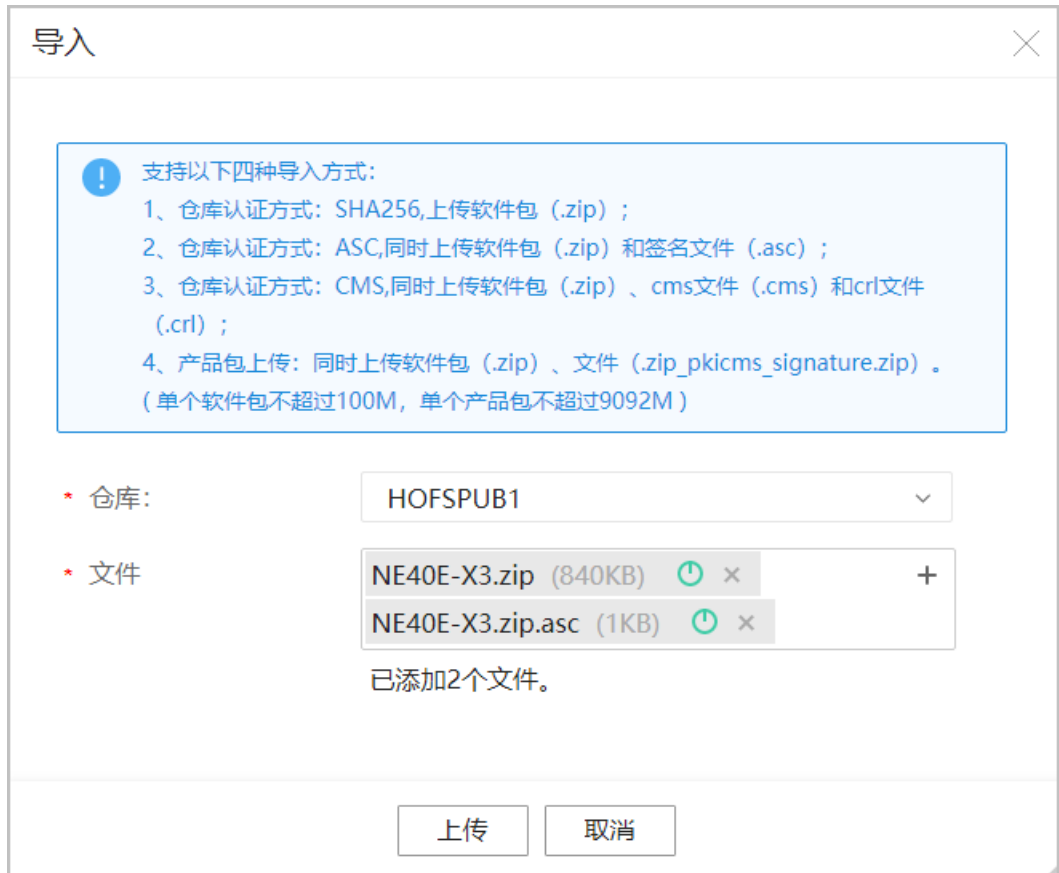 导入
支持以下四种导入方式：
1、仓库认证方式：SHA256,上传软件包（.zip）;
2、仓库认证方式：ASC,同时上传软件包（.zip）和签名文件（.asc）;
3、仓库认证方式：CMS,同时上传软件包（.zip）、cms文件（.cms）和crl文件
（.crl）;
4、产品包上传：同时上传软件包（.zip）、文件（.zip_pkicms_signature.zip）。
( 单个软件包不超过100M，单个产品包不超过9092M )
* 仓库： HOFSPUB1
* 文件 NE40E-X3.zip (840KB)
NE40E-X3.zip.asc (1KB)
已添加2个文件。
上传 取消